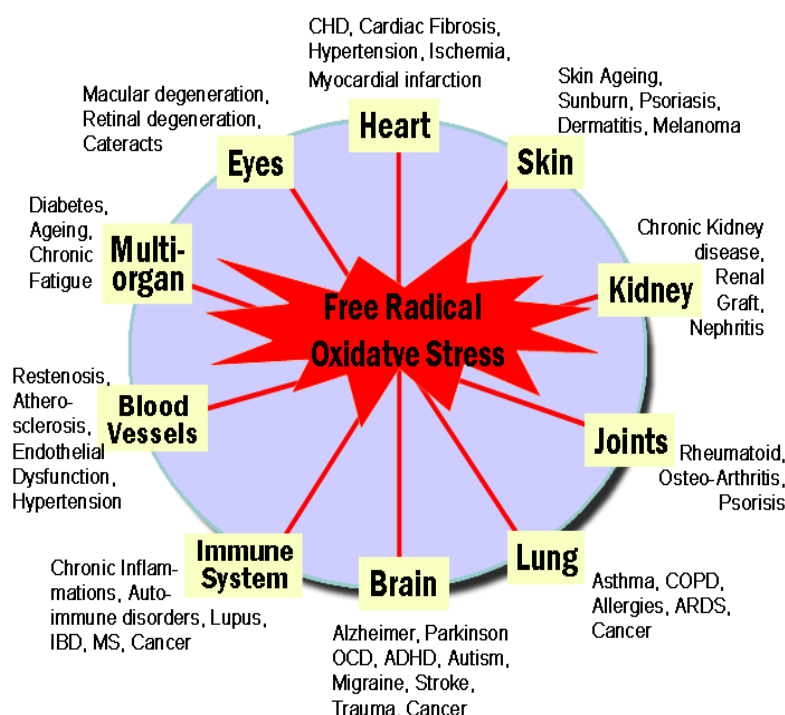 CHD, Cardiac Fibrosis,
Hypertension, Ischemia,
Myocardial infarction
Heart
Skin Ageing,
Sunburn, Psoriasis,
Dermatitis, Melanoma
Skin
Chronic Kidney
disease,
Renal
Graft,
Nephritis
Kidney
Joints
Rheumatoid,
Osteo-Arthritis,
Psorisis
Lung
Asthma, COPD,
Allergies, ARDS,
Cancer
Brain
Alzheimer, Parkinson
OCD, ADHD, Autism,
Migraine, Stroke,
Trauma, Cancer
Immune
System
Chronic Inflam-
mations, Auto-
immune disorders, Lupus,
IBD, MS, Cancer
Blood
Vessels
Restenosis,
Athero-
sclerosis,
Endothelial
Dysfunction,
Hypertension
Multi-
organ
Diabetes,
Ageing,
Chronic
Fatigue
Eyes
Macular degeneration,
Retinal degeneration,
Cateracts
Free Radical
Oxidatve Stress